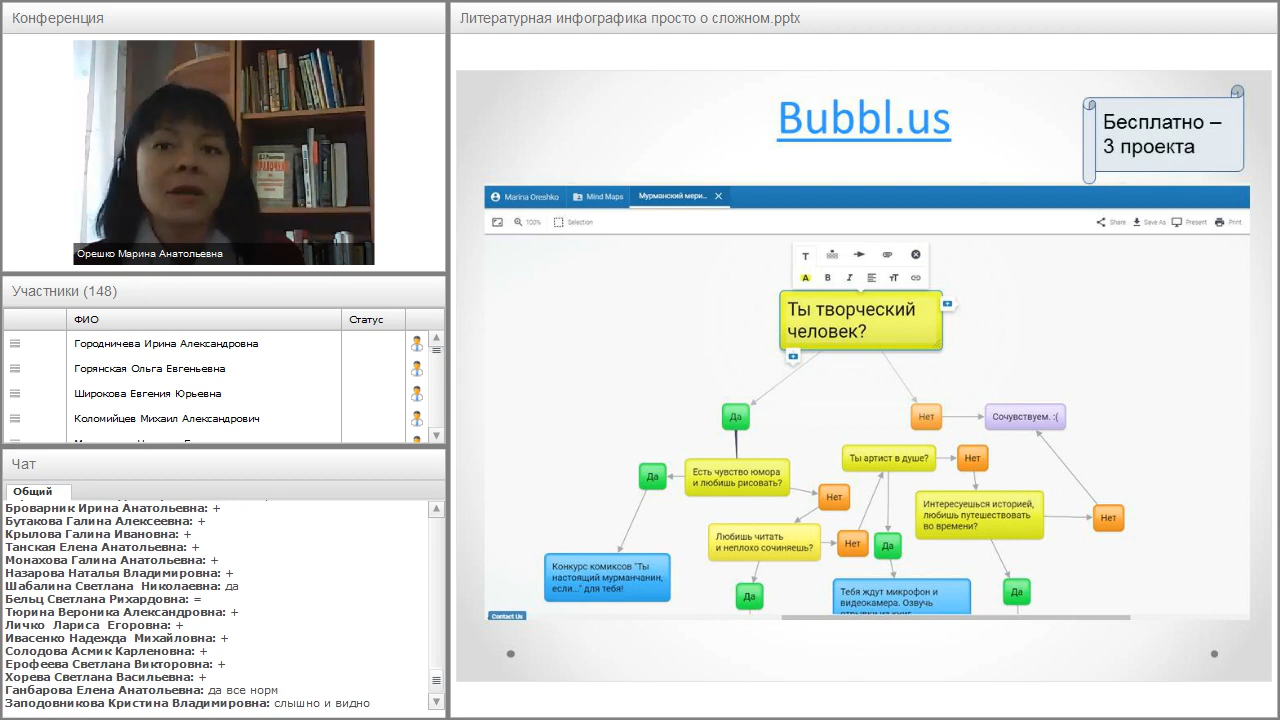 Конференция
Орешко Марина Анатольевна
Участники (148)
ФИО
Статус
Городничева Ирина Александровна
Горянская Ольга Евгеньевна
Широкова Евгения Юрьевна
Коломийцев Михаил Александрович
Чат
Общий
Броварник Ирина Анатольевна: +
Бутакова Галина Алексеевна: +
Крылова Галина Ивановна: +
Танская Елена Анатольевна: +
Монахова Галина Анатольевна: +
Назарова Наталья Владимировна: +
Шабалина Светлана Николаевна: да
Бельц Светлана Рихардовна: =
Тюрина Вероника Александровна: +
Личко Лариса Егоровна: +
Ивасенко Надежда Михайловна: +
Солодова Асмик Карленовна: +
Ерофеева Светлана Викторовна: +
Хорева Светлана Васильевна: +
Ганбарова Елена Анатольевна: да все норм
Заподовникова Кристина Владимировна: слышно и видно
Литературная инфографика просто о сложном.pptx
Bubbl.us
Бесплатно –
3 проекта
Marina Oreshko
Mind Maps
Мурманский мери...
100%
Selection
Share
Save As
Present
Print
Ты творческий
человек?
Да
Нет
Сочувствуем. :(
Да
Есть чувство юмора
и любишь рисовать?
Ты артист в душе?
Нет
Нет
Интересуешься историей,
любишь путешествовать
во времени?
Нет
Любишь читать
и неплохо сочиняешь?
Нет
Да
Конкурс комиксов "Ты
настоящий мурманчанин,
если..." для тебя!
Да
Тебя ждут микрофон и
видеокамера. Озвучь
Да
Contact Us